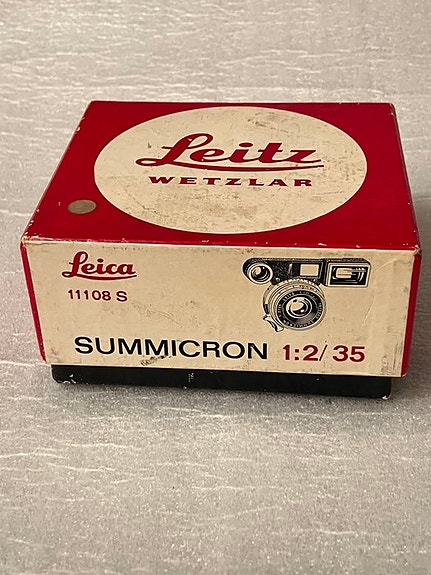 Leitz
WETZLAR
Leica
11108 S
SUMMICRON 1:2/35